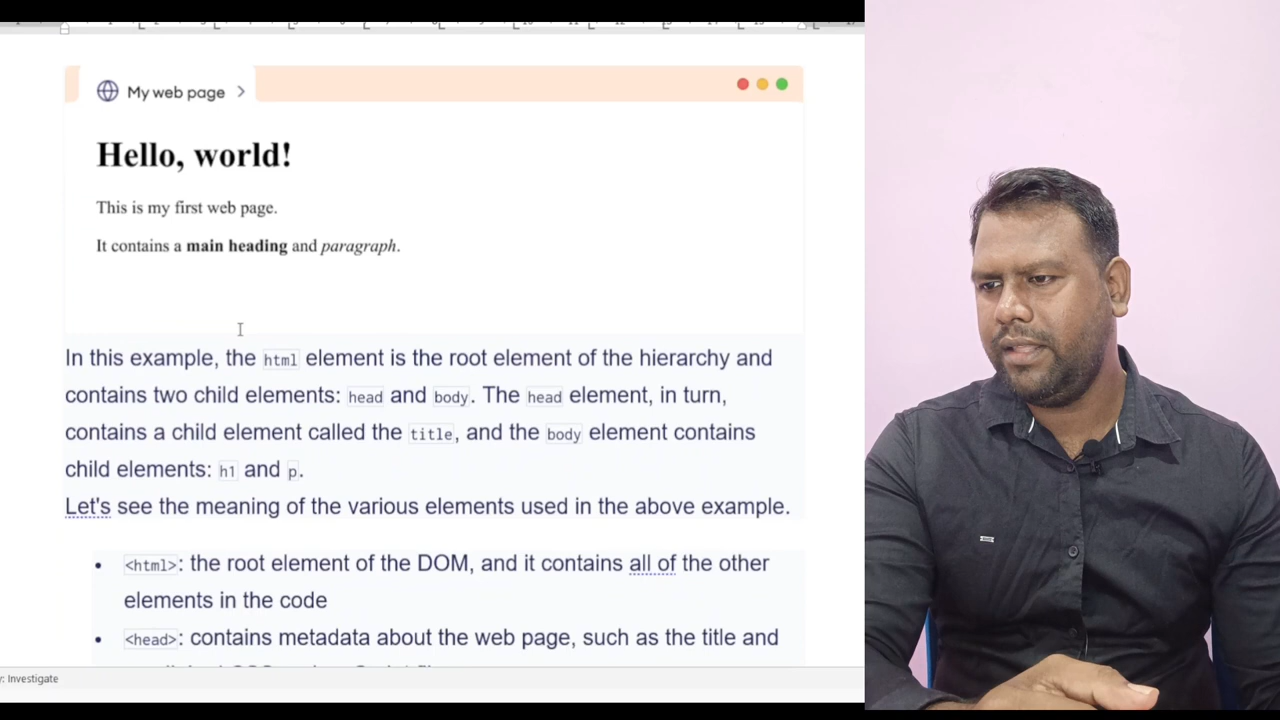 My web page
Hello, world!
This is my first web page.
It contains a main heading and paragraph.
In this example, the html element is the root element of the hierarchy and
contains two child elements: head and body. The head element, in turn,
contains a child element called the title, and the body element contains
child elements: h1 and p.
Let's see the meaning of the various elements used in the above example.
• <html>: the root element of the DOM, and it contains all of the other
elements in the code
• <head>: contains metadata about the web page, such as the title and
: Investigate